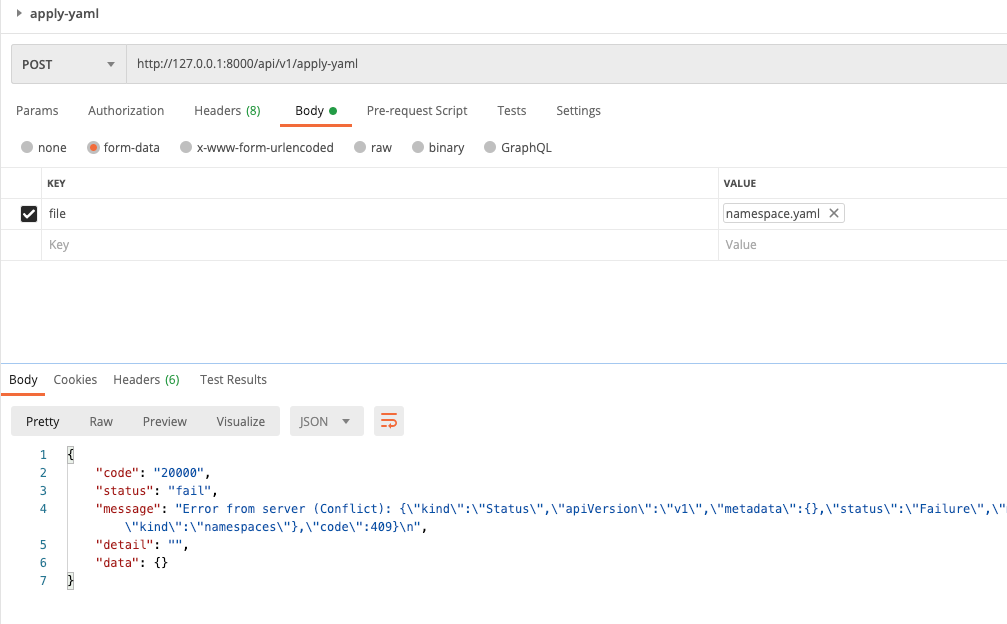 apply-yaml
POST http://127.0.0.1:8000/api/v1/apply-yaml
Params Authorization Headers (8) Body Pre-request Script Tests Settings
none form-data x-www-form-urlencoded raw binary GraphQL
KEY VALUE
file namespace.yaml
Key Value
Body Cookies Headers (6) Test Results
Pretty Raw Preview Visualize JSON
1 {
2 "code": "20000",
3 "status": "fail",
4 "message": "Error from server (Conflict): {\"kind\":\"Status\",\"apiVersion\":\"v1\",\"metadata\":{},\"status\":\"Failure\",\"
\"kind\":\"namespaces\"},\"code\":409}\n",
5 "detail": "",
6 "data": {}
7 }